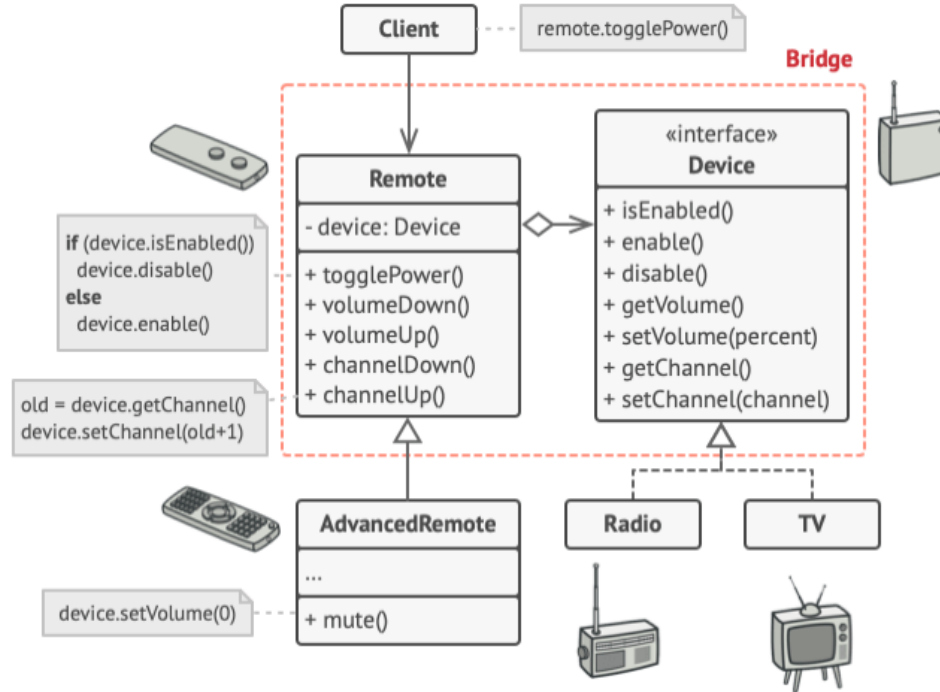 Client
remote.togglePower()
Bridge
«interface»
Device
+ isEnabled()
+ enable()
+ disable()
+ getVolume()
+ setVolume(percent)
+ getChannel()
+ setChannel(channel)
Remote
- device: Device
+ togglePower()
+ volumeDown()
+ volumeUp()
+ channelDown()
+ channelUp()
if (device.isEnabled())
device.disable()
else
device.enable()
old = device.getChannel()
device.setChannel(old+1)
AdvancedRemote
...
+ mute()
device.setVolume(0)
Radio
TV